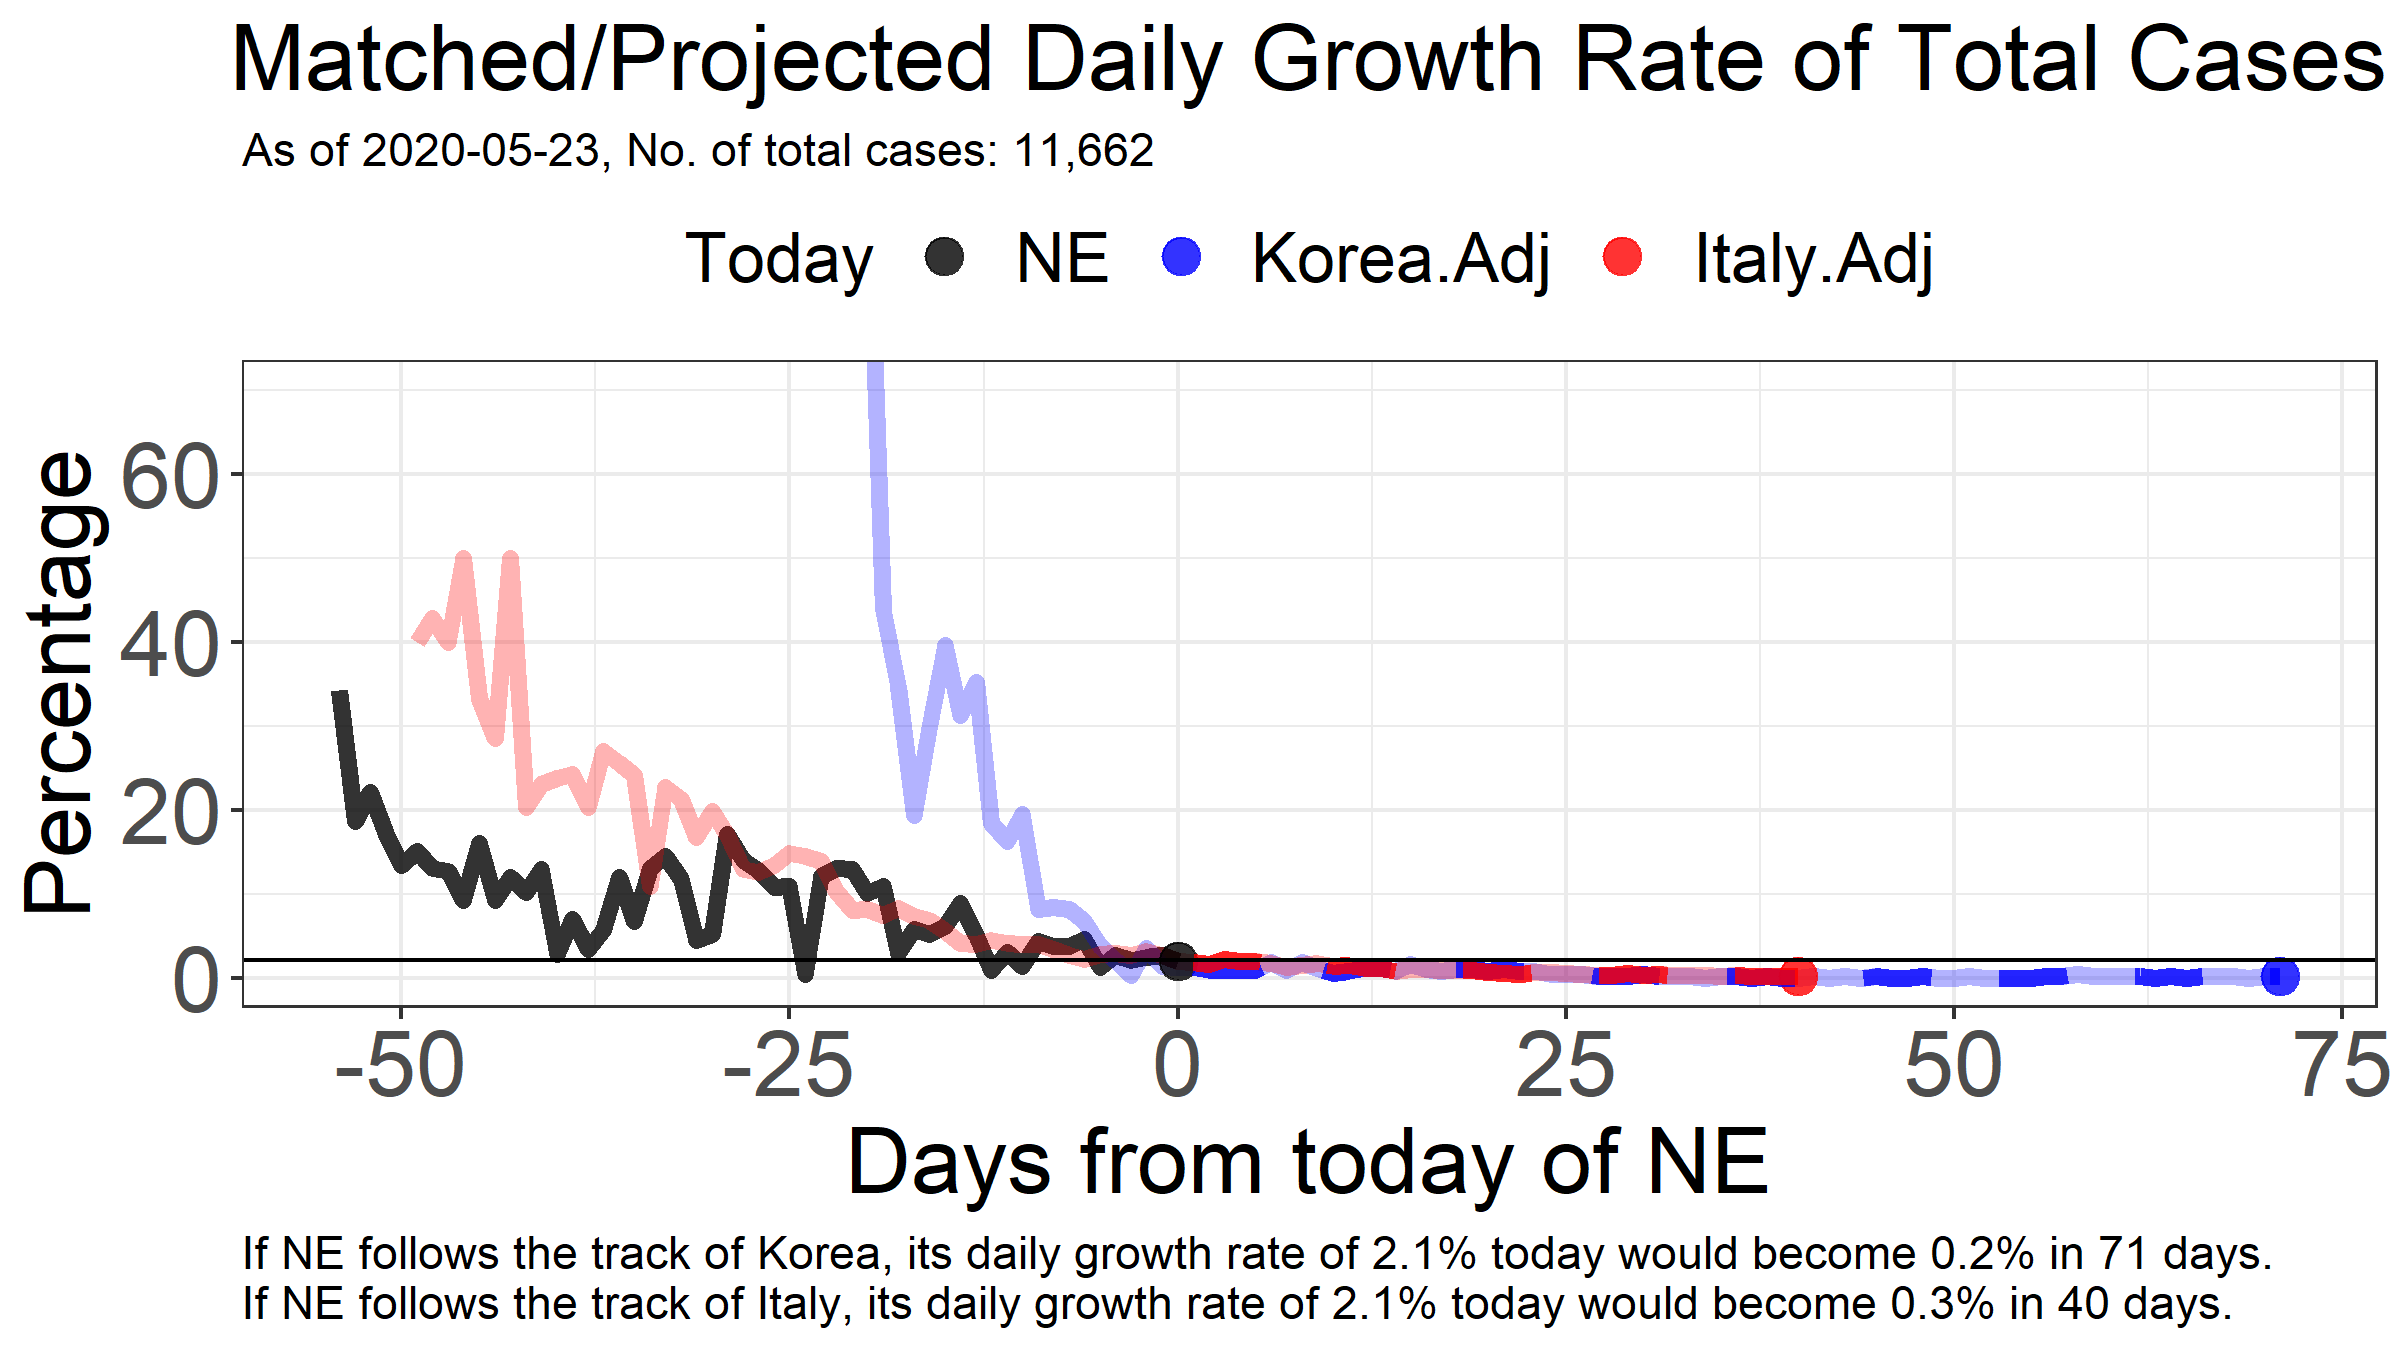 Matched/Projected Daily Growth Rate of Total Cases
As of 2020-05-23, No. of total cases: 11,662
Today NE Korea.Adj Italy.Adj
Percentage
60
40
20
0
-50 -25 0 25 50 75
Days from today of NE
If NE follows the track of Korea, its daily growth rate of 2.1% today would become 0.2% in 71 days.
If NE follows the track of Italy, its daily growth rate of 2.1% today would become 0.3% in 40 days.